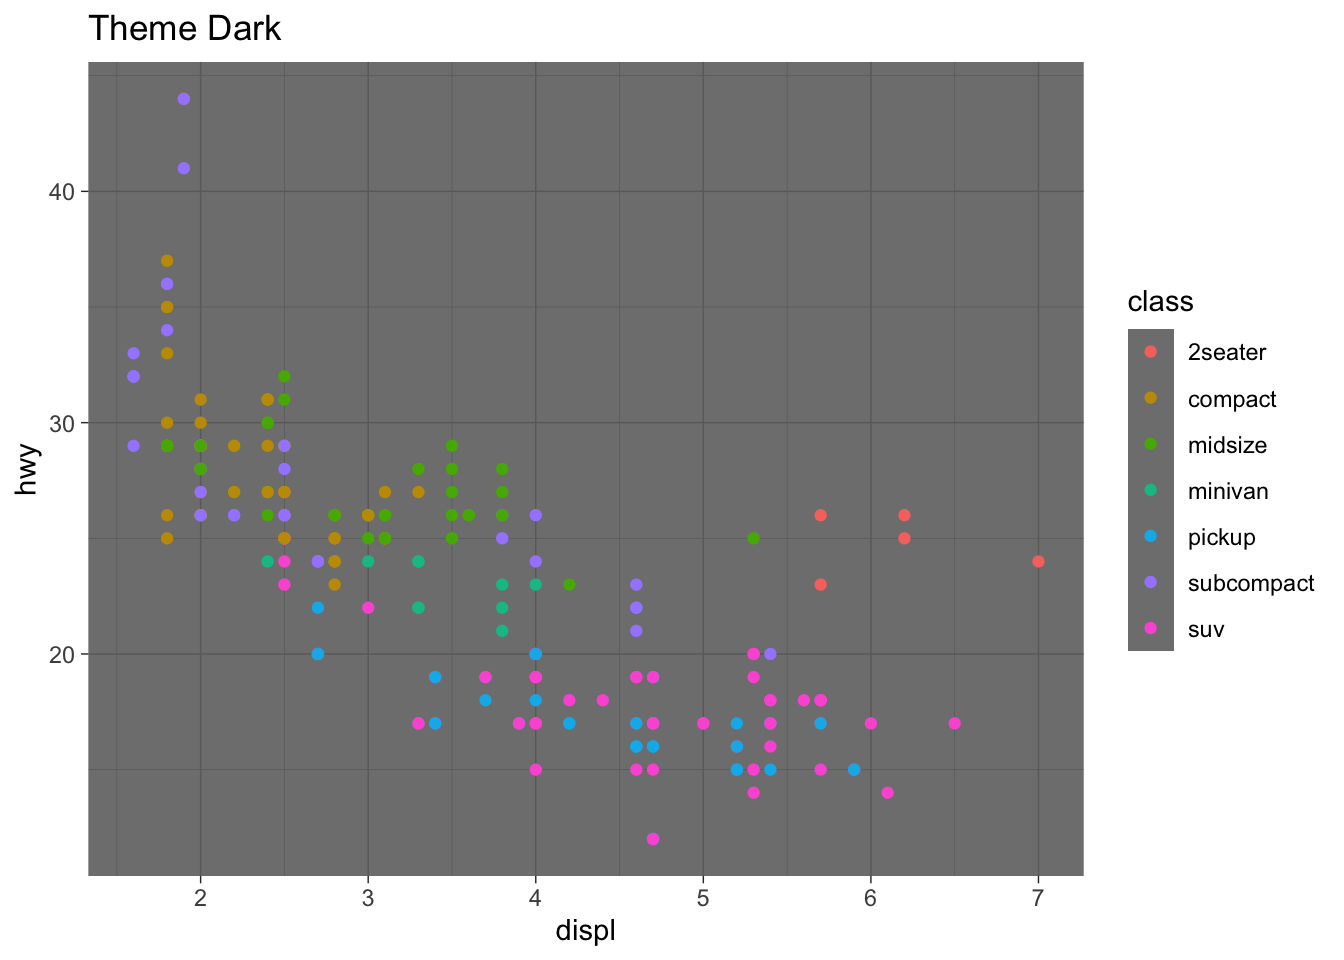 Theme Dark
hwy
40
30
20
2
3
4
5
6
7
displ
class
2seater
compact
midsize
minivan
pickup
subcompact
suv